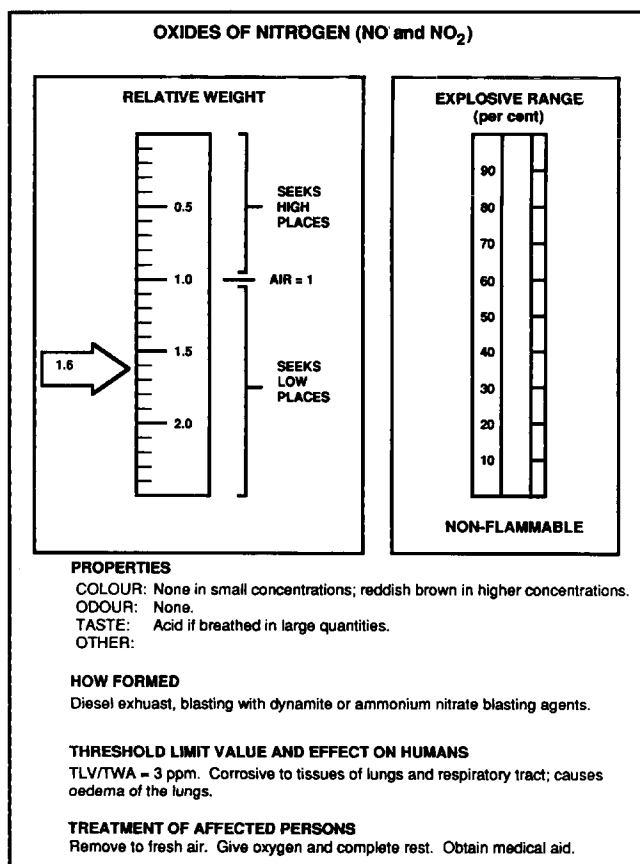 OXIDES OF NITROGEN (NO and NO2)
RELATIVE WEIGHT
0.5
1.0
1.5
2.0
SEEKS
HIGH
PLACES
AIR = 1
SEEKS
LOW
PLACES
1.6
EXPLOSIVE RANGE
(per cent)
90
80
70
60
50
40
30
20
10
NON-FLAMMABLE
PROPERTIES
COLOUR: None in small concentrations; reddish brown in higher concentrations.
ODOUR: None.
TASTE: Acid if breathed in large quantities.
OTHER:
HOW FORMED
Diesel exhuast, blasting with dynamite or ammonium nitrate blasting agents.
THRESHOLD LIMIT VALUE AND EFFECT ON HUMANS
TLV/TWA = 3 ppm. Corrosive to tissues of lungs and respiratory tract; causes
oedema of the lungs.
TREATMENT OF AFFECTED PERSONS
Remove to fresh air. Give oxygen and complete rest. Obtain medical aid.